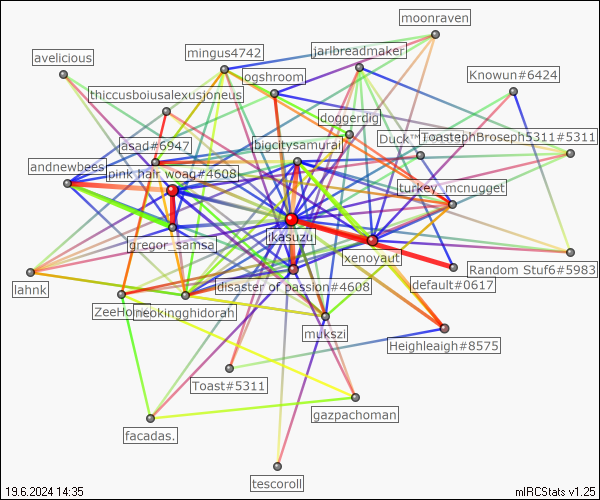 moonraven
mingus4742
jarlbreadmaker
avelicious
ogshroom
Knowun#6424
thiccusboiusalexusjoneus
doggerdig
asad#6947
bigcitysamurai
Duck™
ToastephBroseph5311#5311
andnewbees
pink hair woag#4608
turkey_mcnugget
gregor_samsa
ikasuzu
xenoyaut
Random Stuf6#5983
lahnk
disaster of passion#4608
default#0617
neokingghidorah
mukszi
Heighleaigh#8575
Toast#5311
gazpachoman
facadas.
tescoroll
19.6.2024 14:35
mIRCStats v1.25